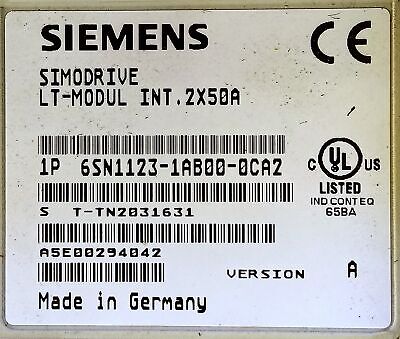 SIEMENS
CE
SIMODRIVE
LT-MODUL INT.2X50A
1P 6SN1123-1AB00-0CA2
C UL US
LISTED
IND CONT EQ
65BA
S T-TN2031631
A5E00294042
VERSION A
Made in Germany